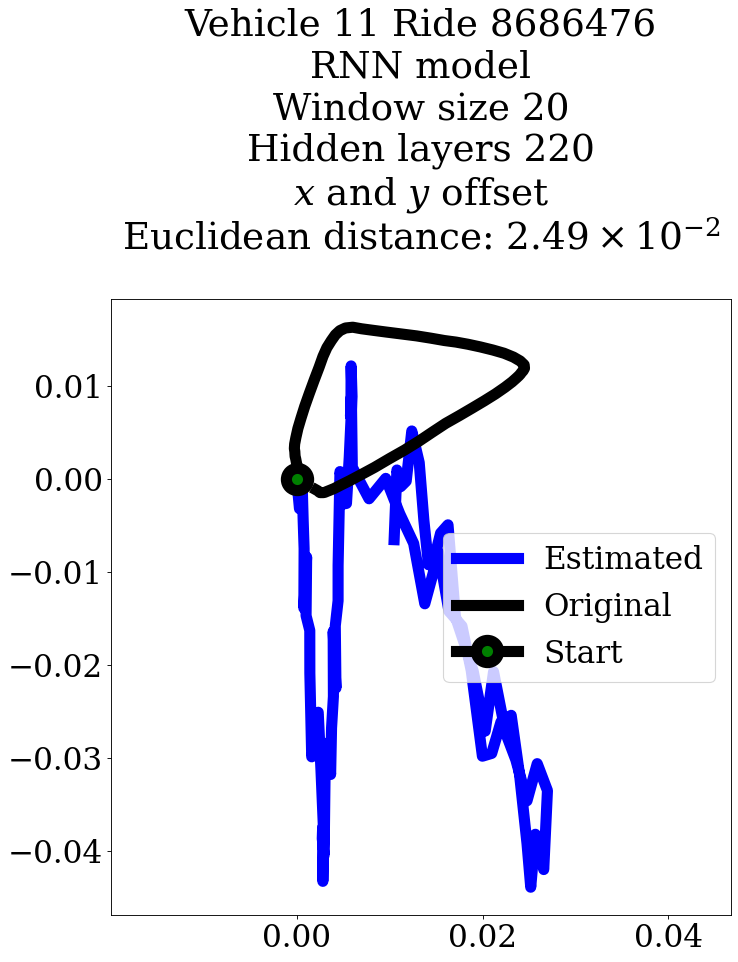 Vehicle 11 Ride 8686476
RNN model
Window size 20
Hidden layers 220
x and y offset
Euclidean distance: 2.49 × 10⁻²
0.01
0.00
−0.01
−0.02
−0.03
−0.04
Estimated
Original
Start
0.00 0.02 0.04